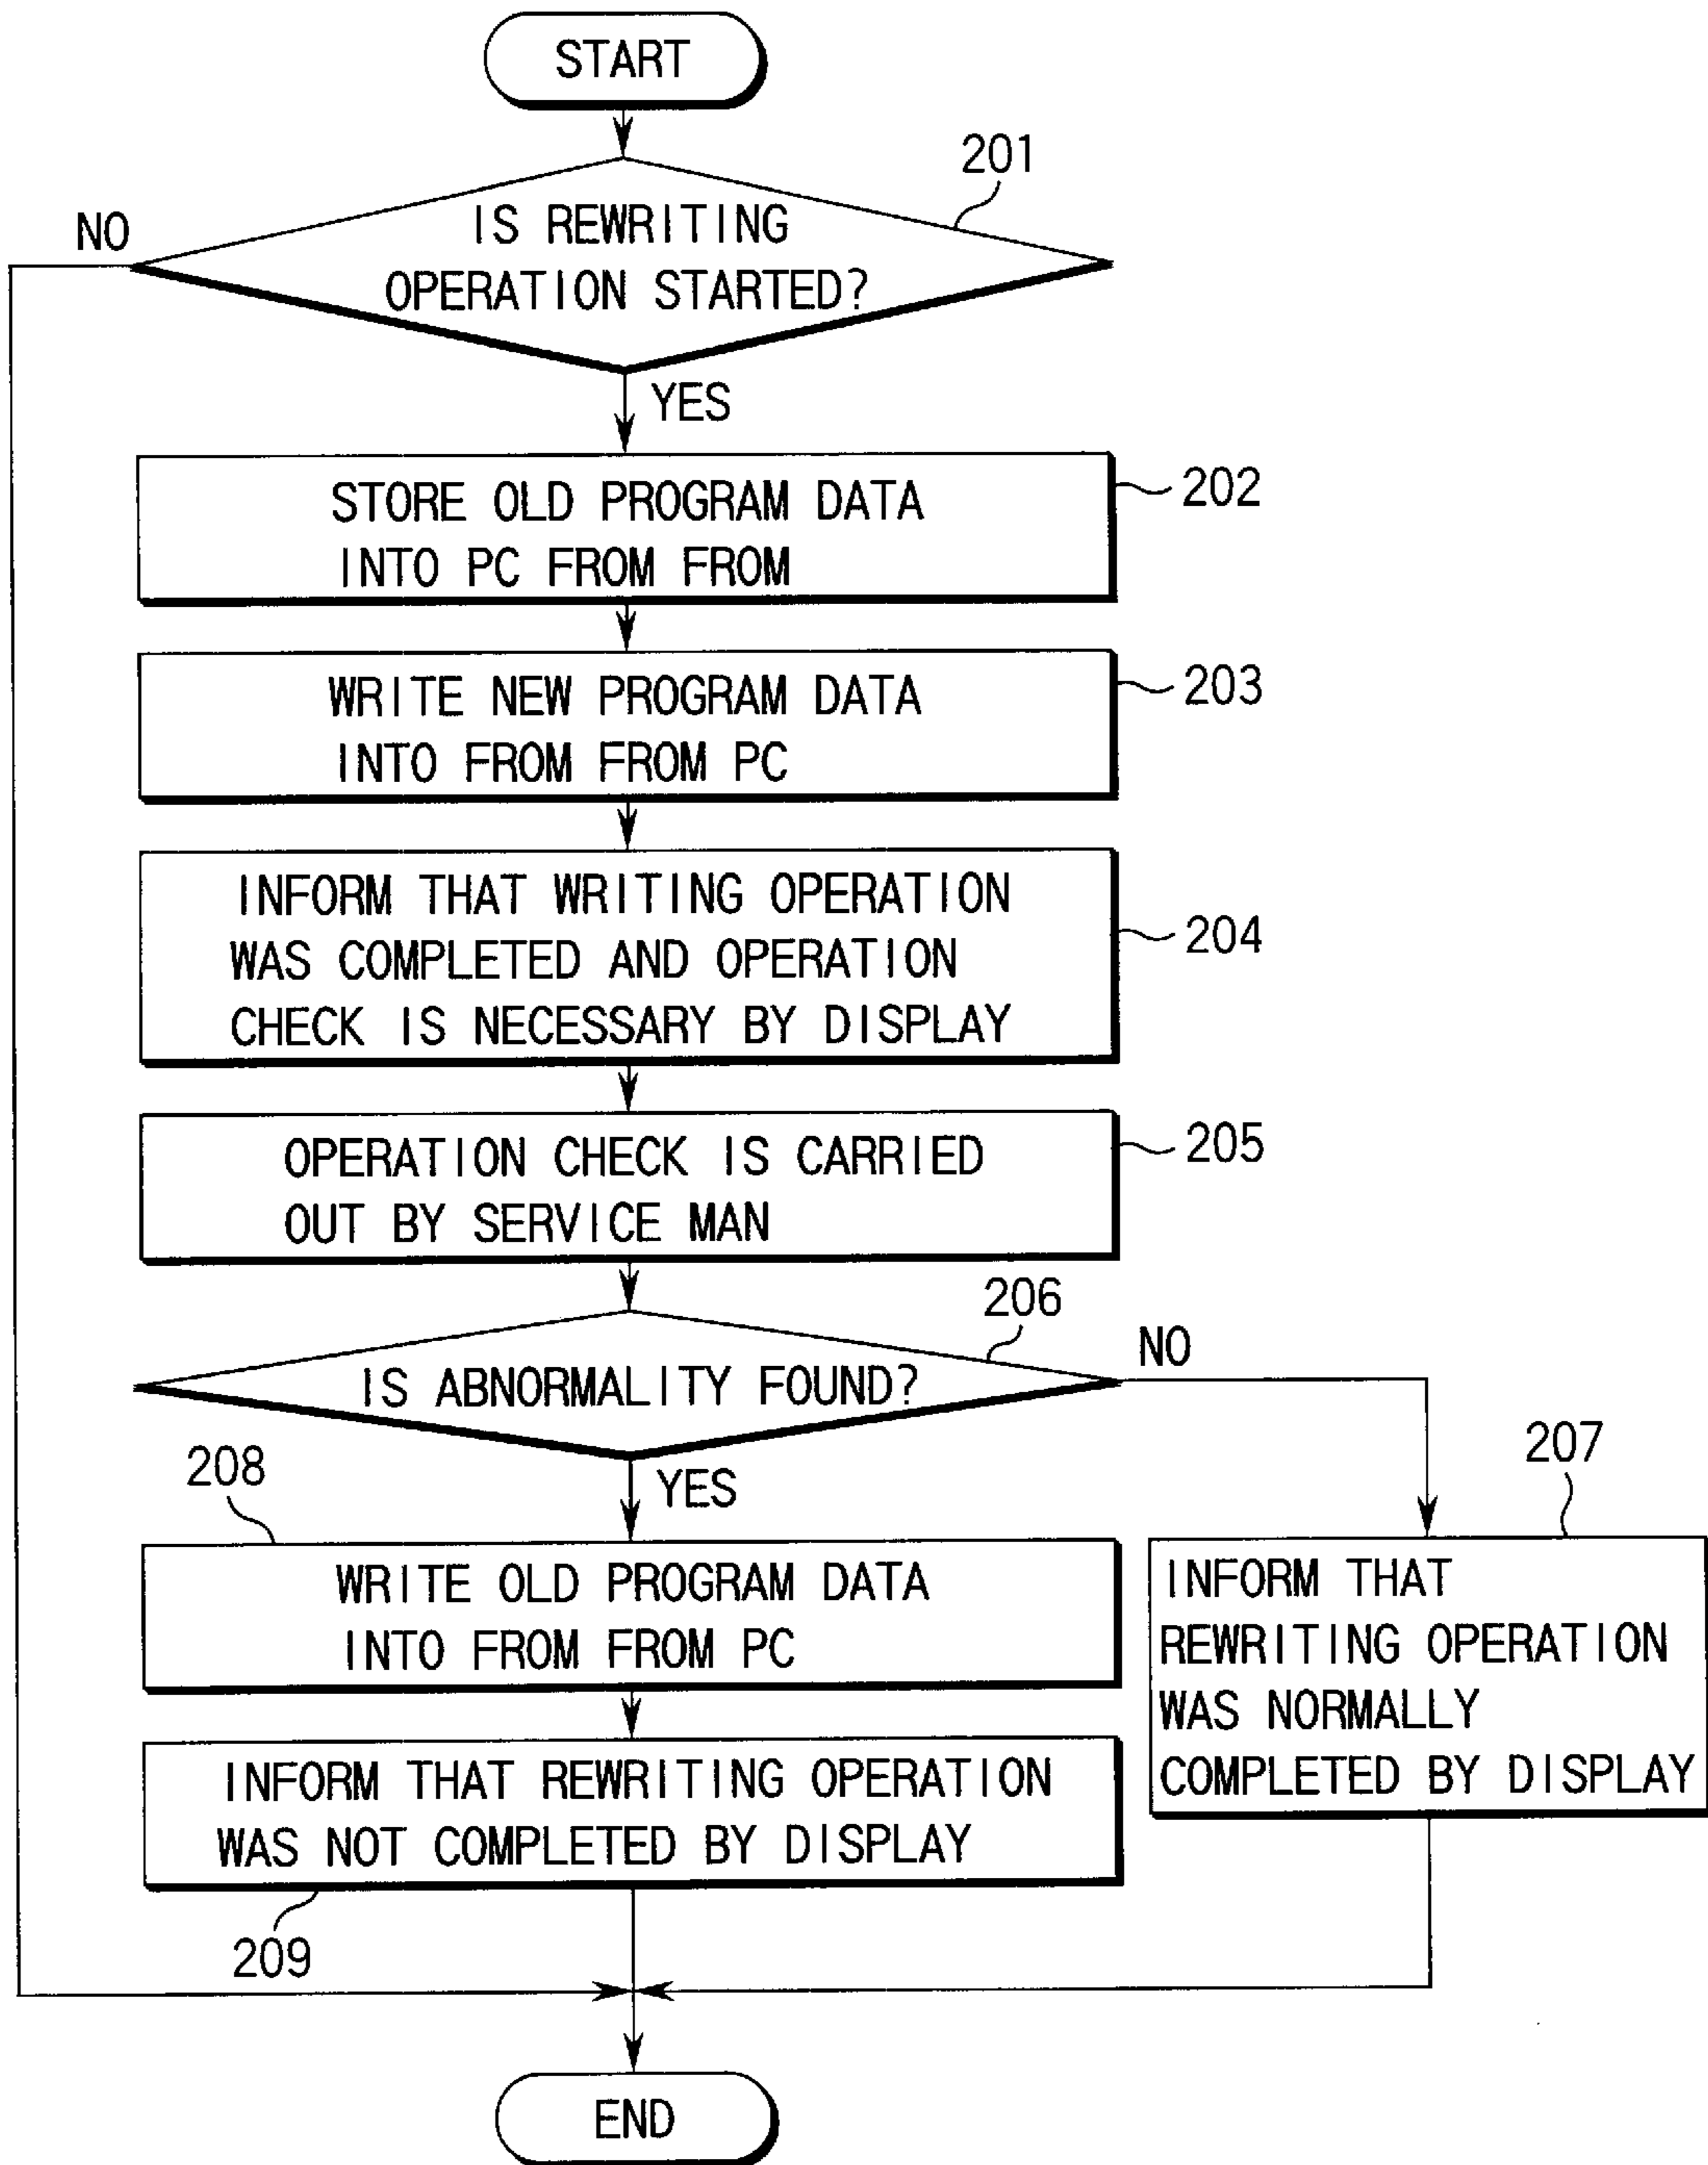 START
201
NO
IS REWRITING
OPERATION STARTED?
YES
STORE OLD PROGRAM DATA
INTO PC FROM FROM
202
WRITE NEW PROGRAM DATA
INTO FROM FROM PC
203
INFORM THAT WRITING OPERATION
WAS COMPLETED AND OPERATION
CHECK IS NECESSARY BY DISPLAY
204
OPERATION CHECK IS CARRIED
OUT BY SERVICE MAN
205
206
IS ABNORMALITY FOUND?
NO
YES
207
208
WRITE OLD PROGRAM DATA
INTO FROM FROM PC
INFORM THAT
REWRITING OPERATION
WAS NORMALLY
COMPLETED BY DISPLAY
INFORM THAT REWRITING OPERATION
WAS NOT COMPLETED BY DISPLAY
209
END